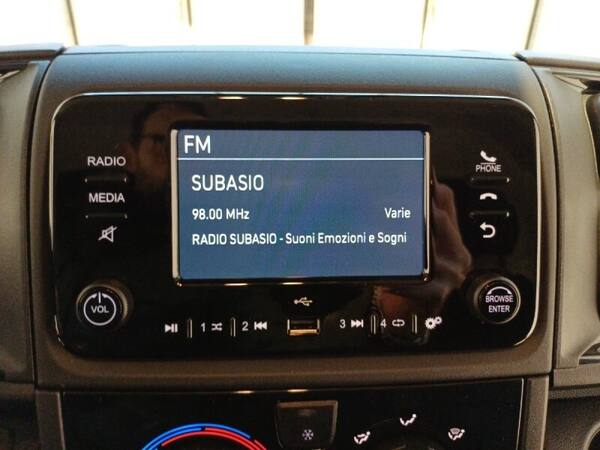 FM
SUBASIO
98.00 MHz Varie
RADIO SUBASIO - Suoni Emozioni e Sogni
RADIO
MEDIA
VOL
PHONE
BROWSE
ENTER
1 2 3 4